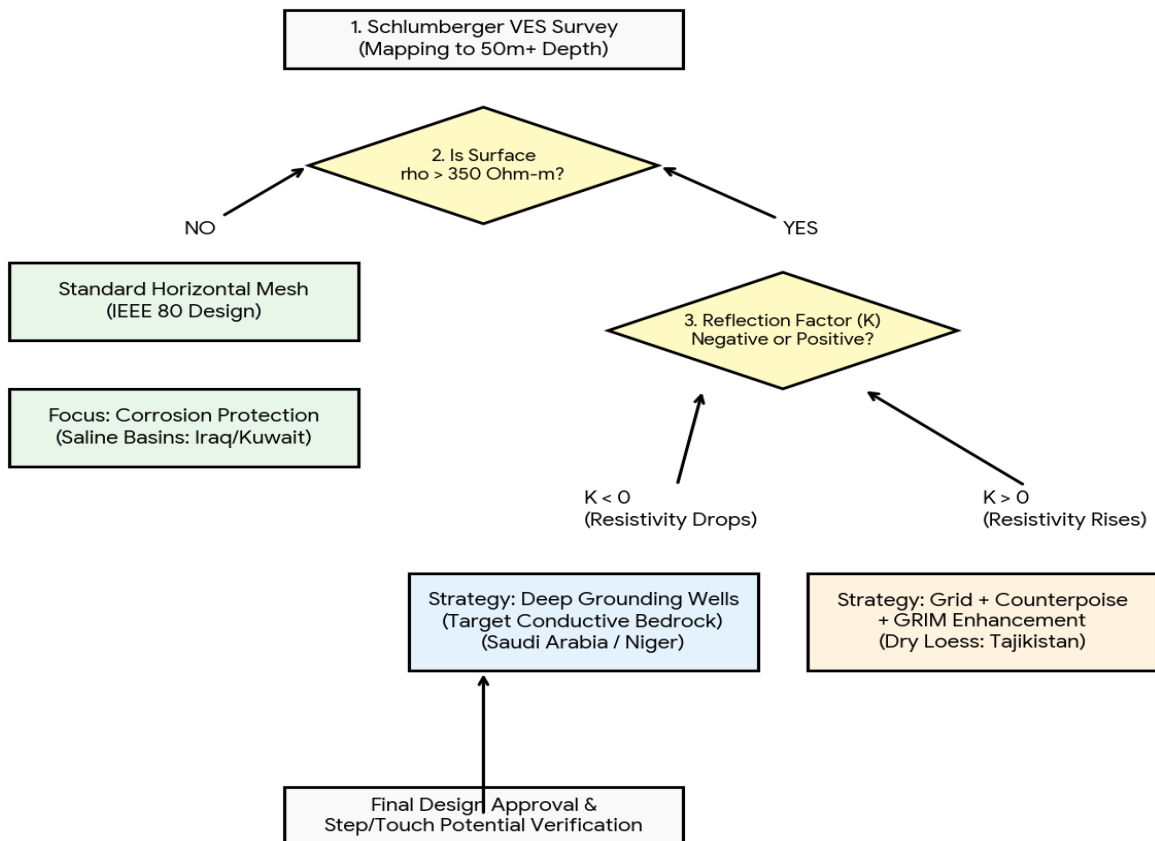 1. Schlumberger VES Survey
(Mapping to 50m+ Depth)
2. Is Surface
rho > 350 Ohm-m?
NO
YES
Standard Horizontal Mesh
(IEEE 80 Design)
3. Reflection Factor (K)
Negative or Positive?
Focus: Corrosion Protection
(Saline Basins: Iraq/Kuwait)
K < 0
(Resistivity Drops)
K > 0
(Resistivity Rises)
Strategy: Deep Grounding Wells
(Target Conductive Bedrock)
(Saudi Arabia / Niger)
Strategy: Grid + Counterpoise
+ GRIM Enhancement
(Dry Loess: Tajikistan)
Final Design Approval &
Step/Touch Potential Verification